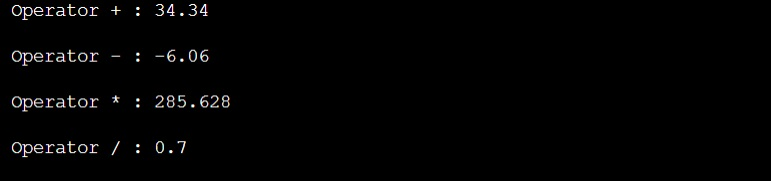 Operator + : 34.34
Operator - : -6.06
Operator * : 285.628
Operator / : 0.7